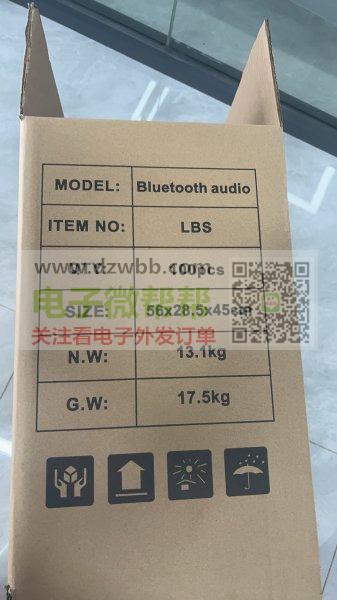 MODEL: Bluetooth audio
ITEM NO: LBS
W.Y: 100pcs
www.dzwbb.com
电子微帮帮
SIZE: 56x28.5x45cm
关注看电子外发订单
N.W: 13.1kg
G.W: 17.5kg